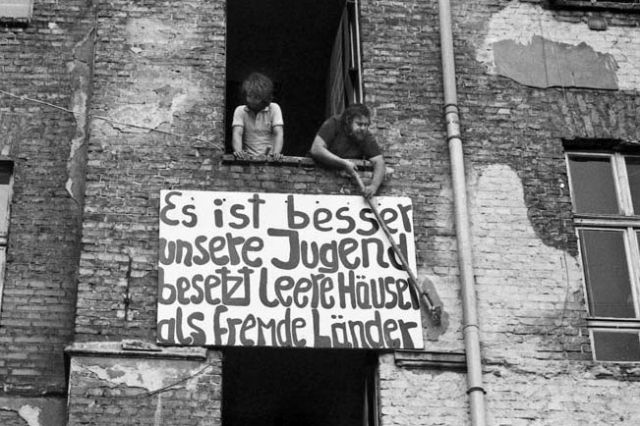 Es ist besser
unsere Jugend
besetzt leere Häuser
als fremde Länder